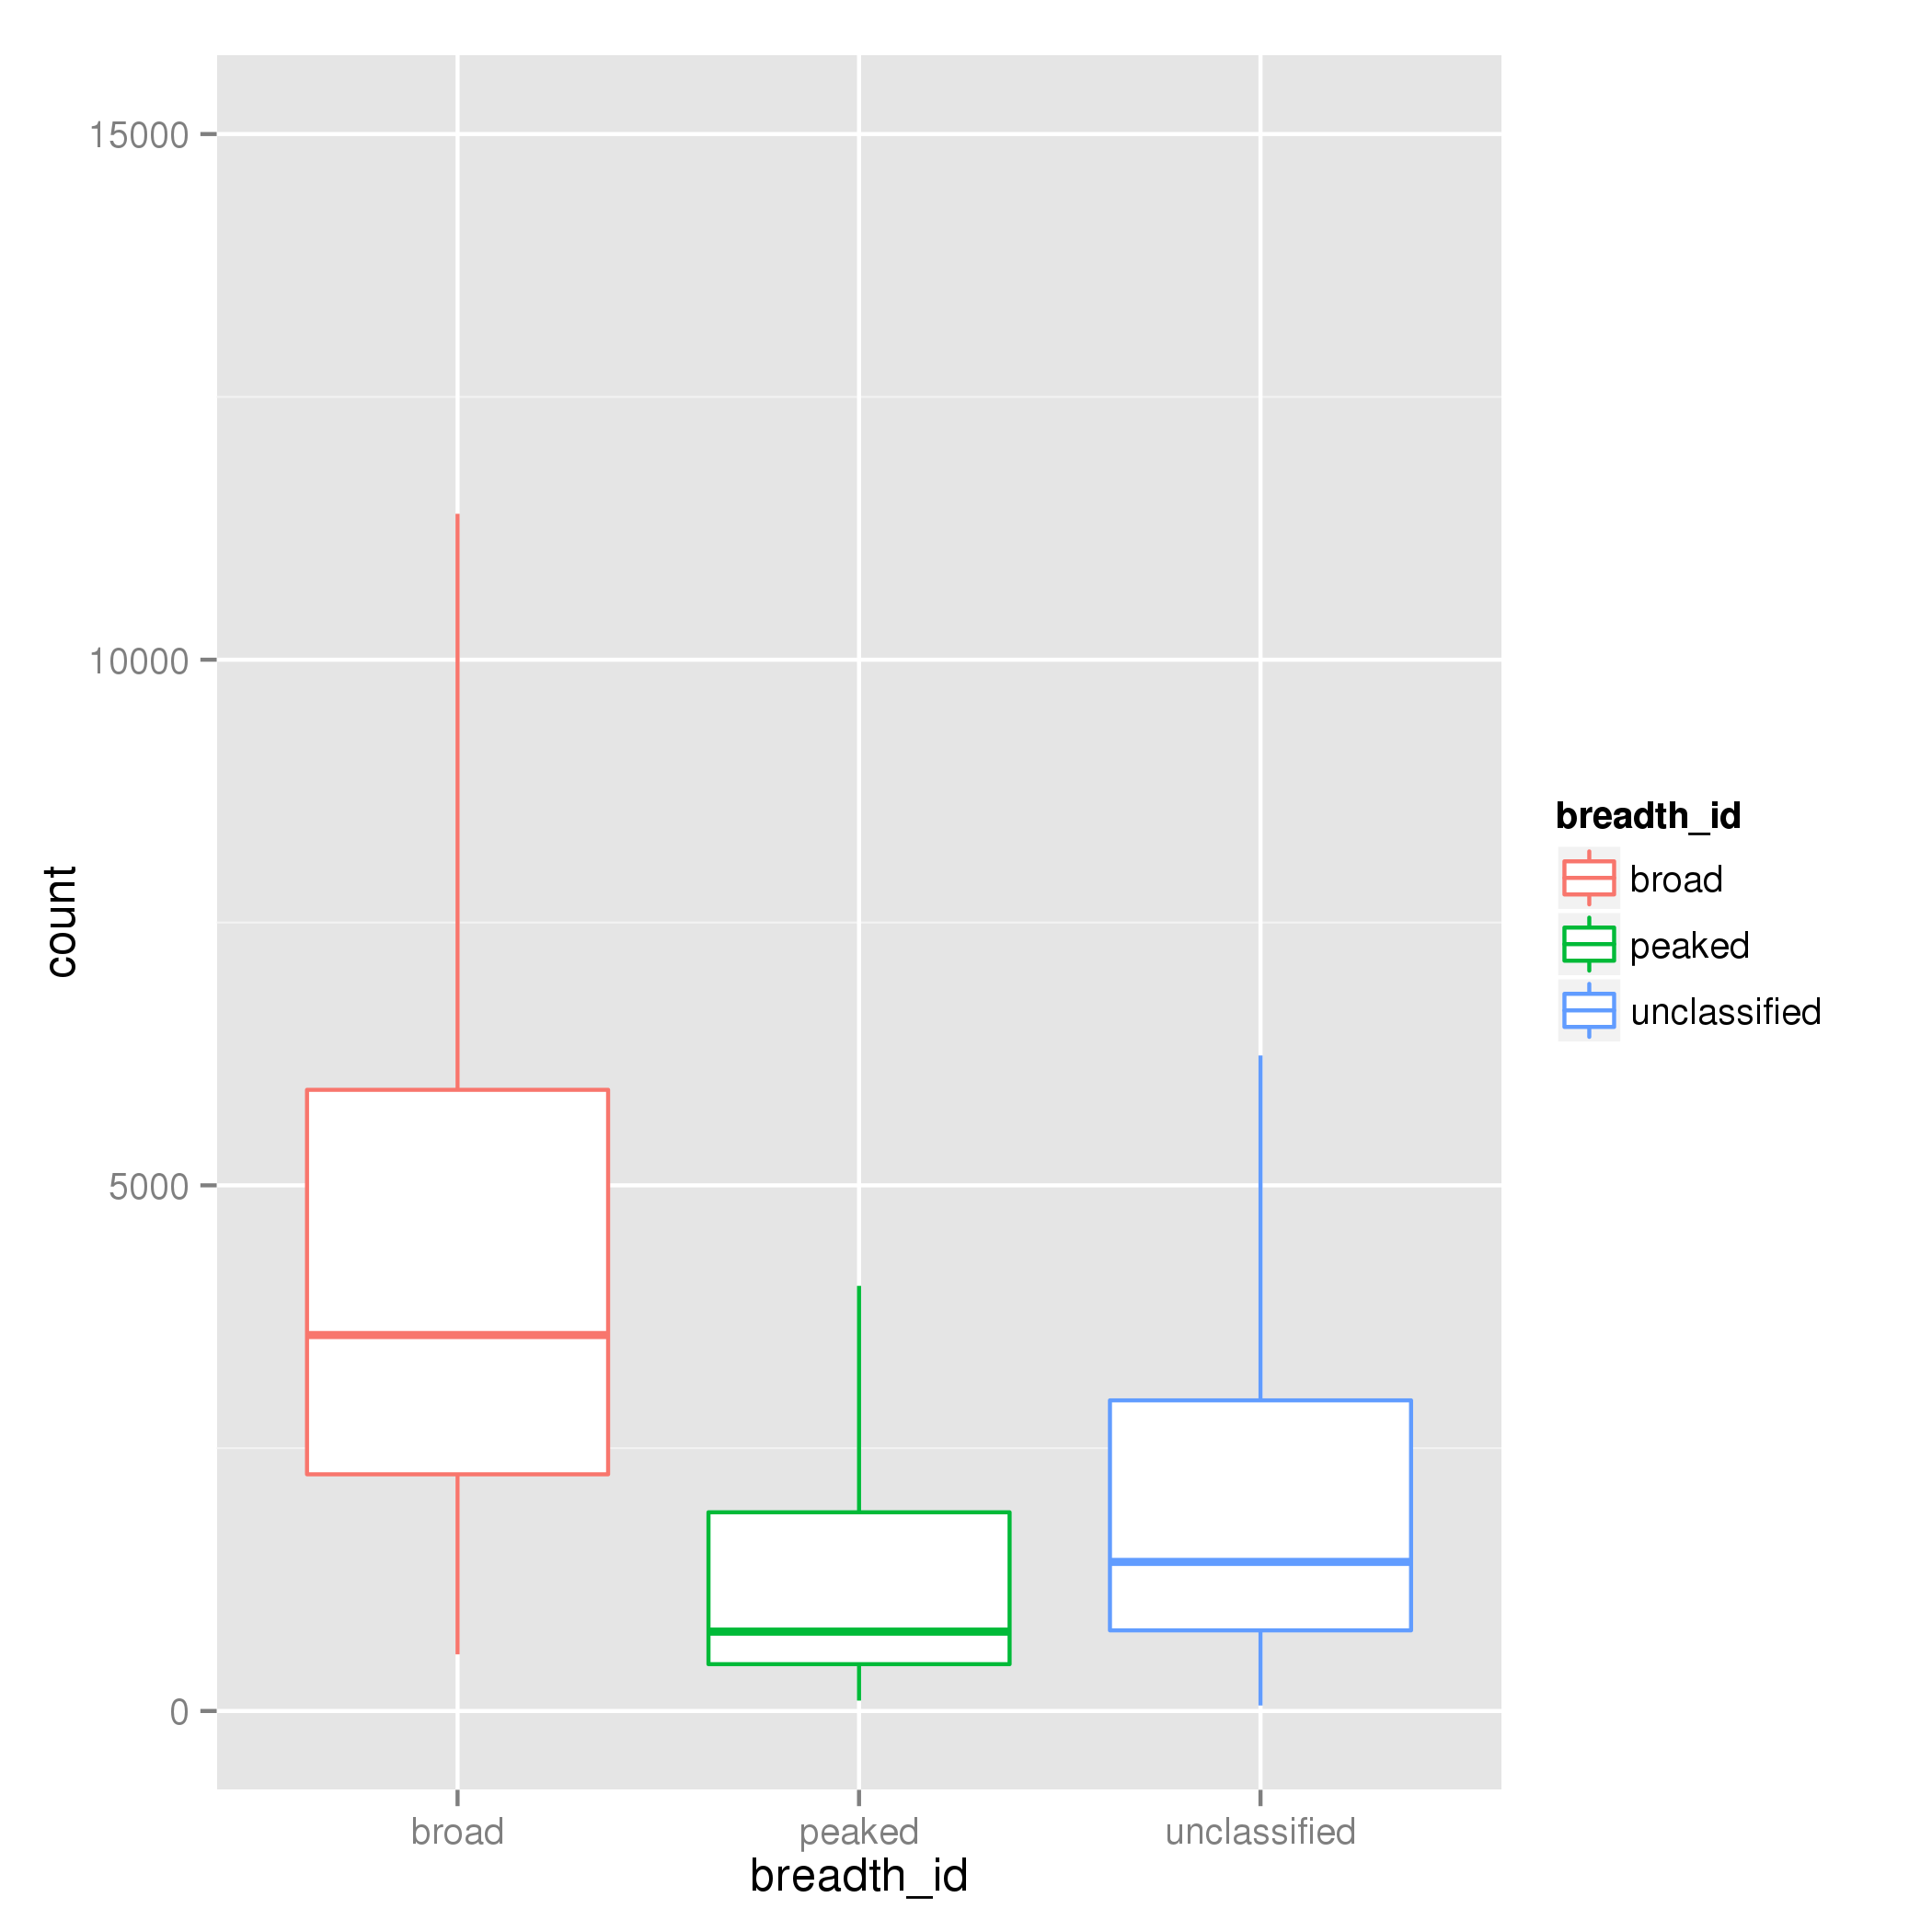 15000
10000
5000
0
count
broad
peaked
unclassified
breadth_id
breadth_id
broad
peaked
unclassified